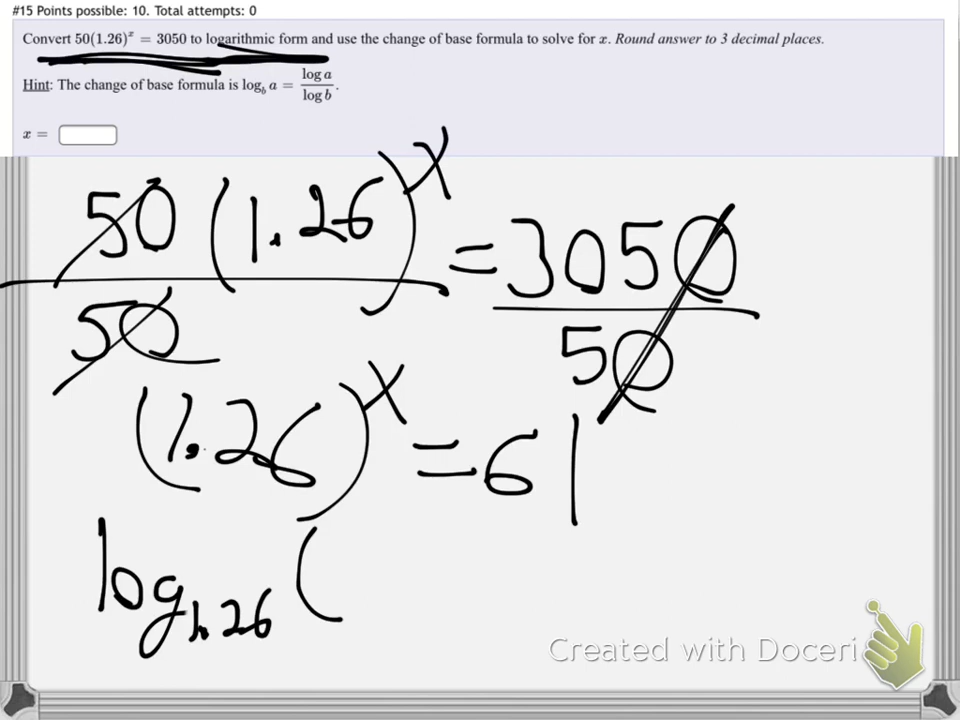 #15 Points possible: 10. Total attempts: 0
Convert 50(1.26)^x = 3050 to logarithmic form and use the change of base formula to solve for x. Round answer to 3 decimal places.
Hint: The change of base formula is log_b a = log a / log b.
x =
50 (1.26)^x = 3050
50 50
(1.26)^x = 61
log_1.26 (
Created with Doceri